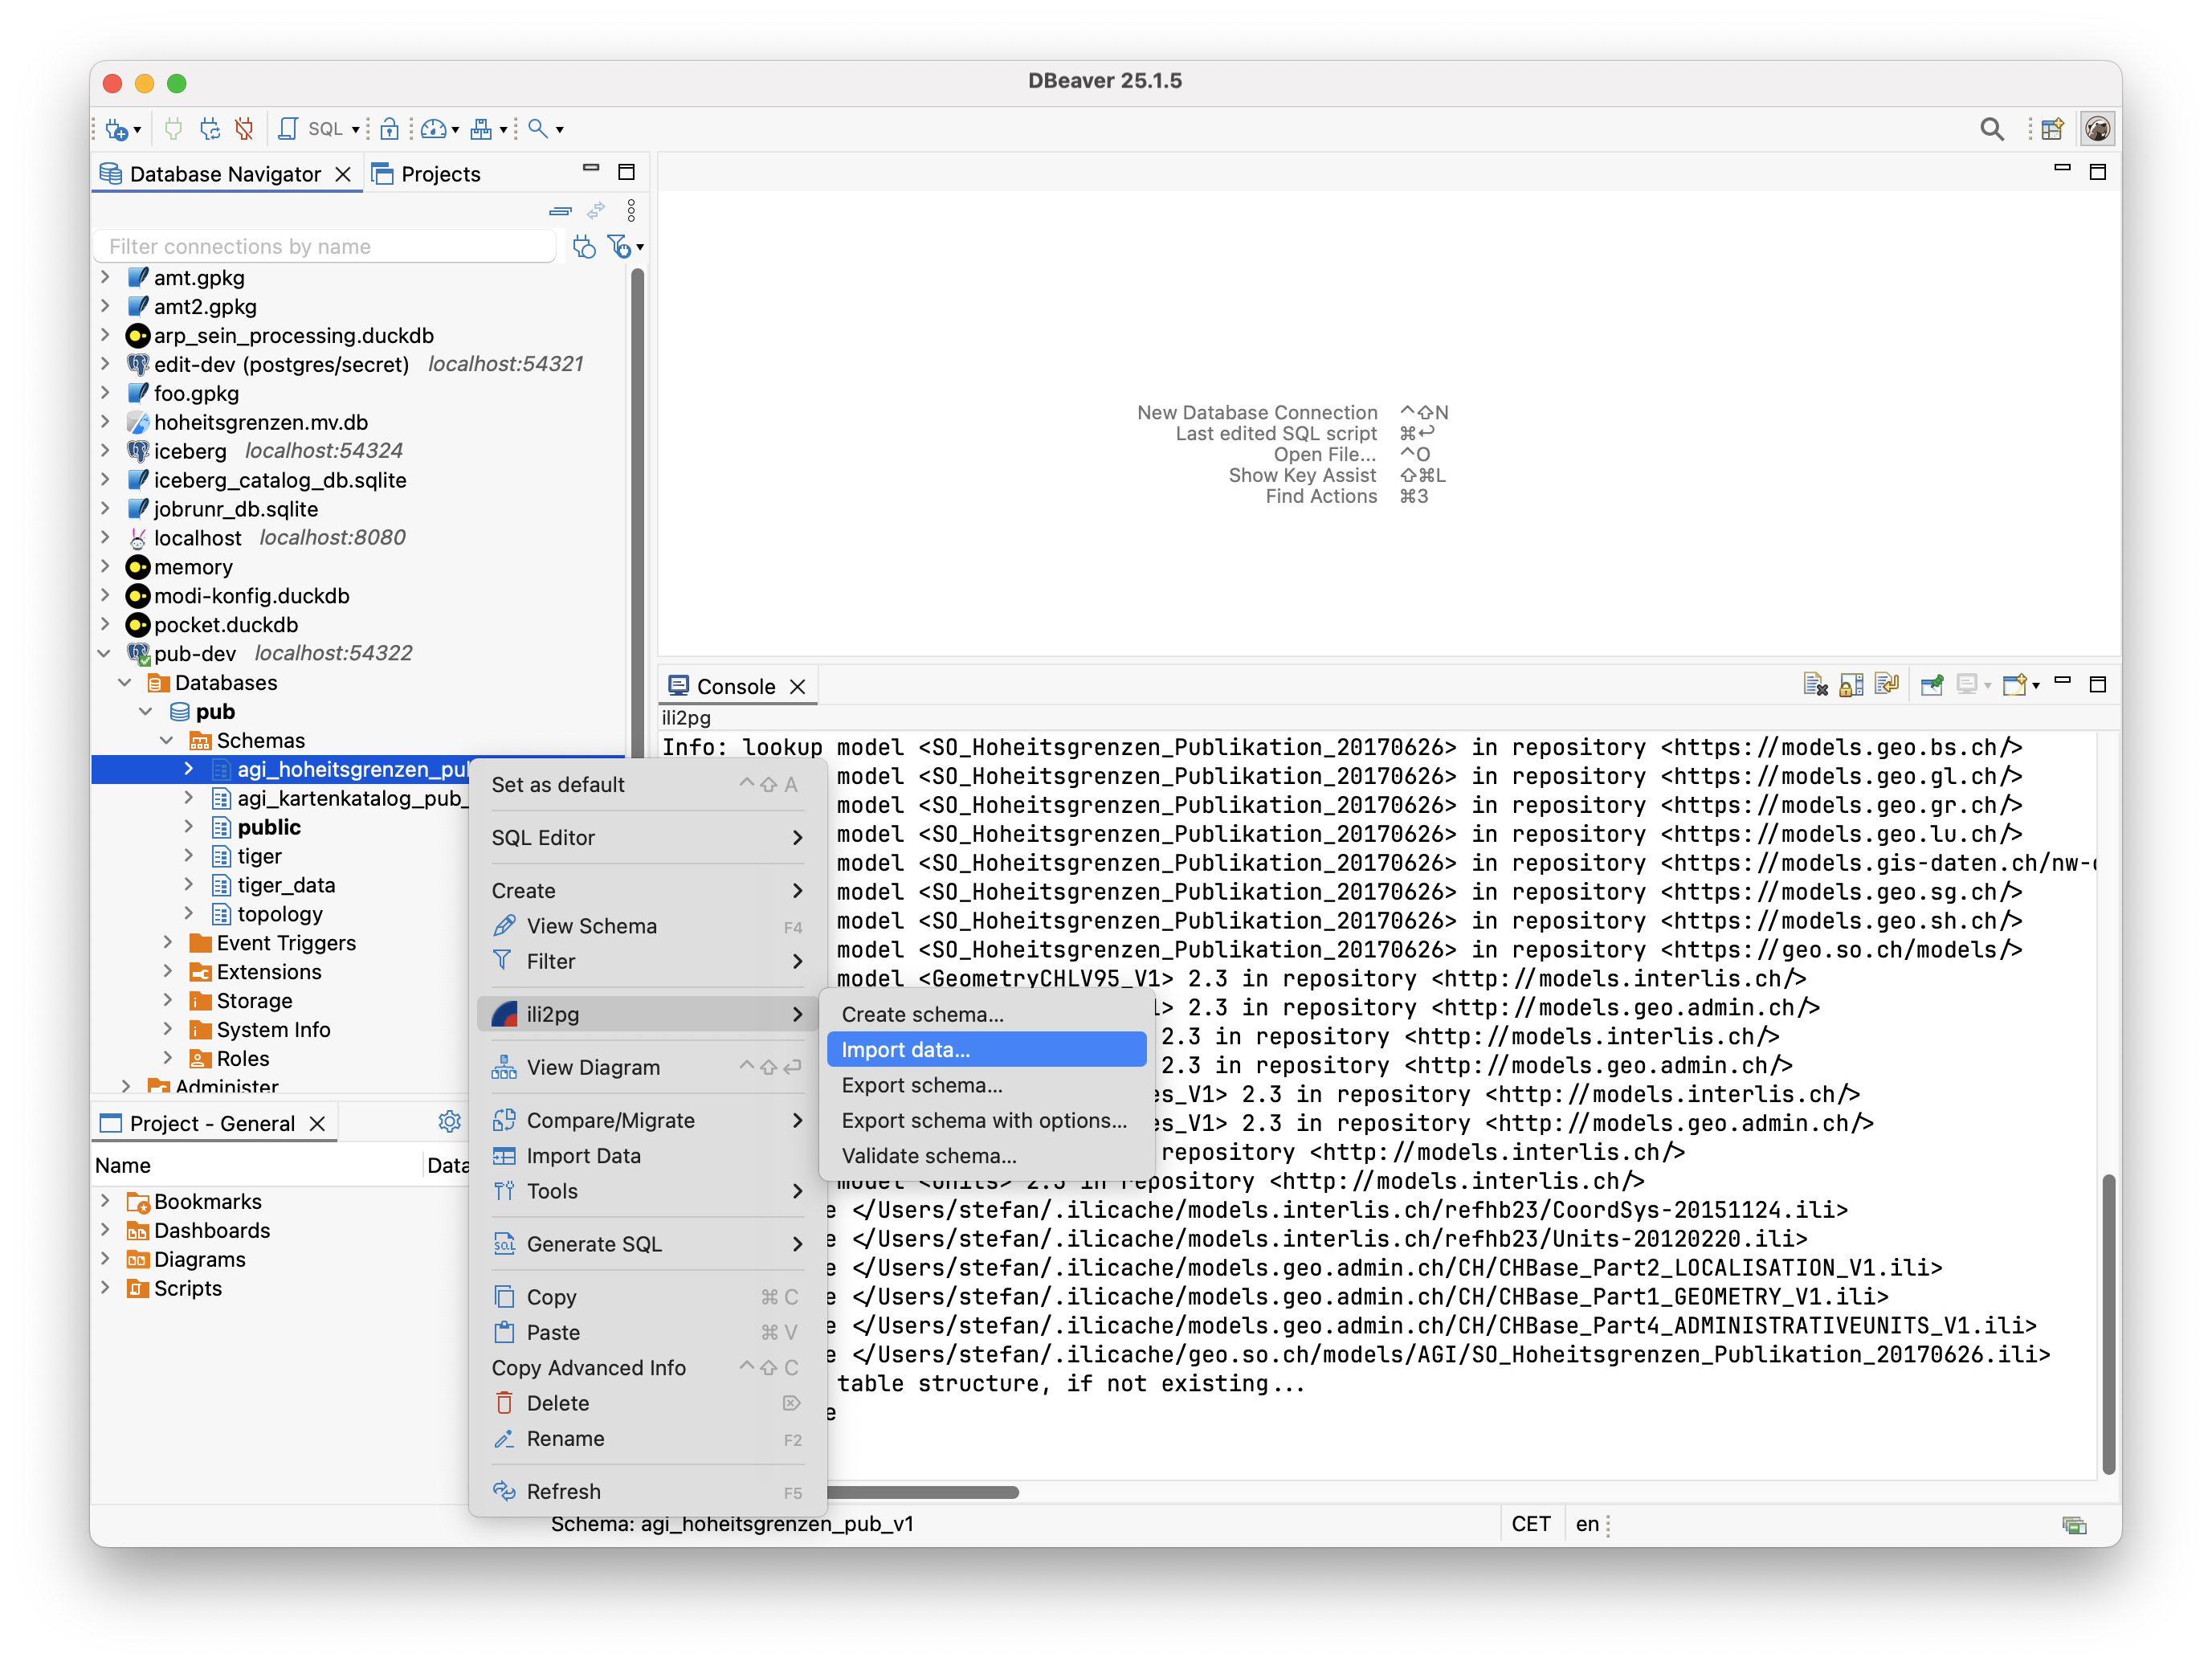 DBeaver 25.1.5
SQL
Database Navigator
Projects
Filter connections by name
amt.gpkg
amt2.gpkg
arp_sein_processing.duckdb
edit-dev (postgres/secret) localhost:54321
foo.gpkg
hoheitsgrenzen.mv.db
iceberg localhost:54324
iceberg_catalog_db.sqlite
jobrunr_db.sqlite
localhost localhost:8080
memory
modi-konfig.duckdb
pocket.duckdb
pub-dev localhost:54322
Databases
pub
Schemas
agi_hoheitsgrenzen_pu
agi_kartenkatalog_pub_
public
tiger
tiger_data
topology
Event Triggers
Extensions
Storage
System Info
Roles
Administer
Project - General
Name Data
Bookmarks
Dashboards
Diagrams
Scripts
Set as default ^⇧ A
SQL Editor
Create
View Schema F4
Filter
ili2pg
View Diagram ^⇧↩
Compare/Migrate
Import Data
Tools
Generate SQL
Copy ⌘ C
Paste ⌘ V
Copy Advanced Info ^⇧ C
Delete ⌦
Rename F2
Refresh F5
Create schema...
Import data...
Export schema...
Export schema with options...
Validate schema...
New Database Connection ^⇧N
Last edited SQL script ⌘↩
Open File... ^O
Show Key Assist ⇧⌘L
Find Actions ⌘3
Console
ili2pg
Info: lookup model <SO_Hoheitsgrenzen_Publikation_20170626> in repository <https://models.geo.bs.ch/>
model <SO_Hoheitsgrenzen_Publikation_20170626> in repository <https://models.geo.gl.ch/>
model <SO_Hoheitsgrenzen_Publikation_20170626> in repository <https://models.geo.gr.ch/>
model <SO_Hoheitsgrenzen_Publikation_20170626> in repository <https://models.geo.lu.ch/>
model <SO_Hoheitsgrenzen_Publikation_20170626> in repository <https://models.gis-daten.ch/nw-
model <SO_Hoheitsgrenzen_Publikation_20170626> in repository <https://models.geo.sg.ch/>
model <SO_Hoheitsgrenzen_Publikation_20170626> in repository <https://models.geo.sh.ch/>
model <SO_Hoheitsgrenzen_Publikation_20170626> in repository <https://geo.so.ch/models/>
model <GeometryCHLV95_V1> 2.3 in repository <http://models.interlis.ch/>
1> 2.3 in repository <http://models.geo.admin.ch/>
2.3 in repository <http://models.interlis.ch/>
2.3 in repository <http://models.geo.admin.ch/>
es_V1> 2.3 in repository <http://models.interlis.ch/>
es_V1> 2.3 in repository <http://models.geo.admin.ch/>
repository <http://models.interlis.ch/>
model <Units> 2.3 in repository <http://models.interlis.ch/>
e </Users/stefan/.ilicache/models.interlis.ch/refhb23/CoordSys-20151124.ili>
e </Users/stefan/.ilicache/models.interlis.ch/refhb23/Units-20120220.ili>
e </Users/stefan/.ilicache/models.geo.admin.ch/CH/CHBase_Part2_LOCALISATION_V1.ili>
e </Users/stefan/.ilicache/models.geo.admin.ch/CH/CHBase_Part1_GEOMETRY_V1.ili>
e </Users/stefan/.ilicache/models.geo.admin.ch/CH/CHBase_Part4_ADMINISTRATIVEUNITS_V1.ili>
e </Users/stefan/.ilicache/geo.so.ch/models/AGI/SO_Hoheitsgrenzen_Publikation_20170626.ili>
table structure, if not existing...
e
Schema: agi_hoheitsgrenzen_pub_v1
CET
en